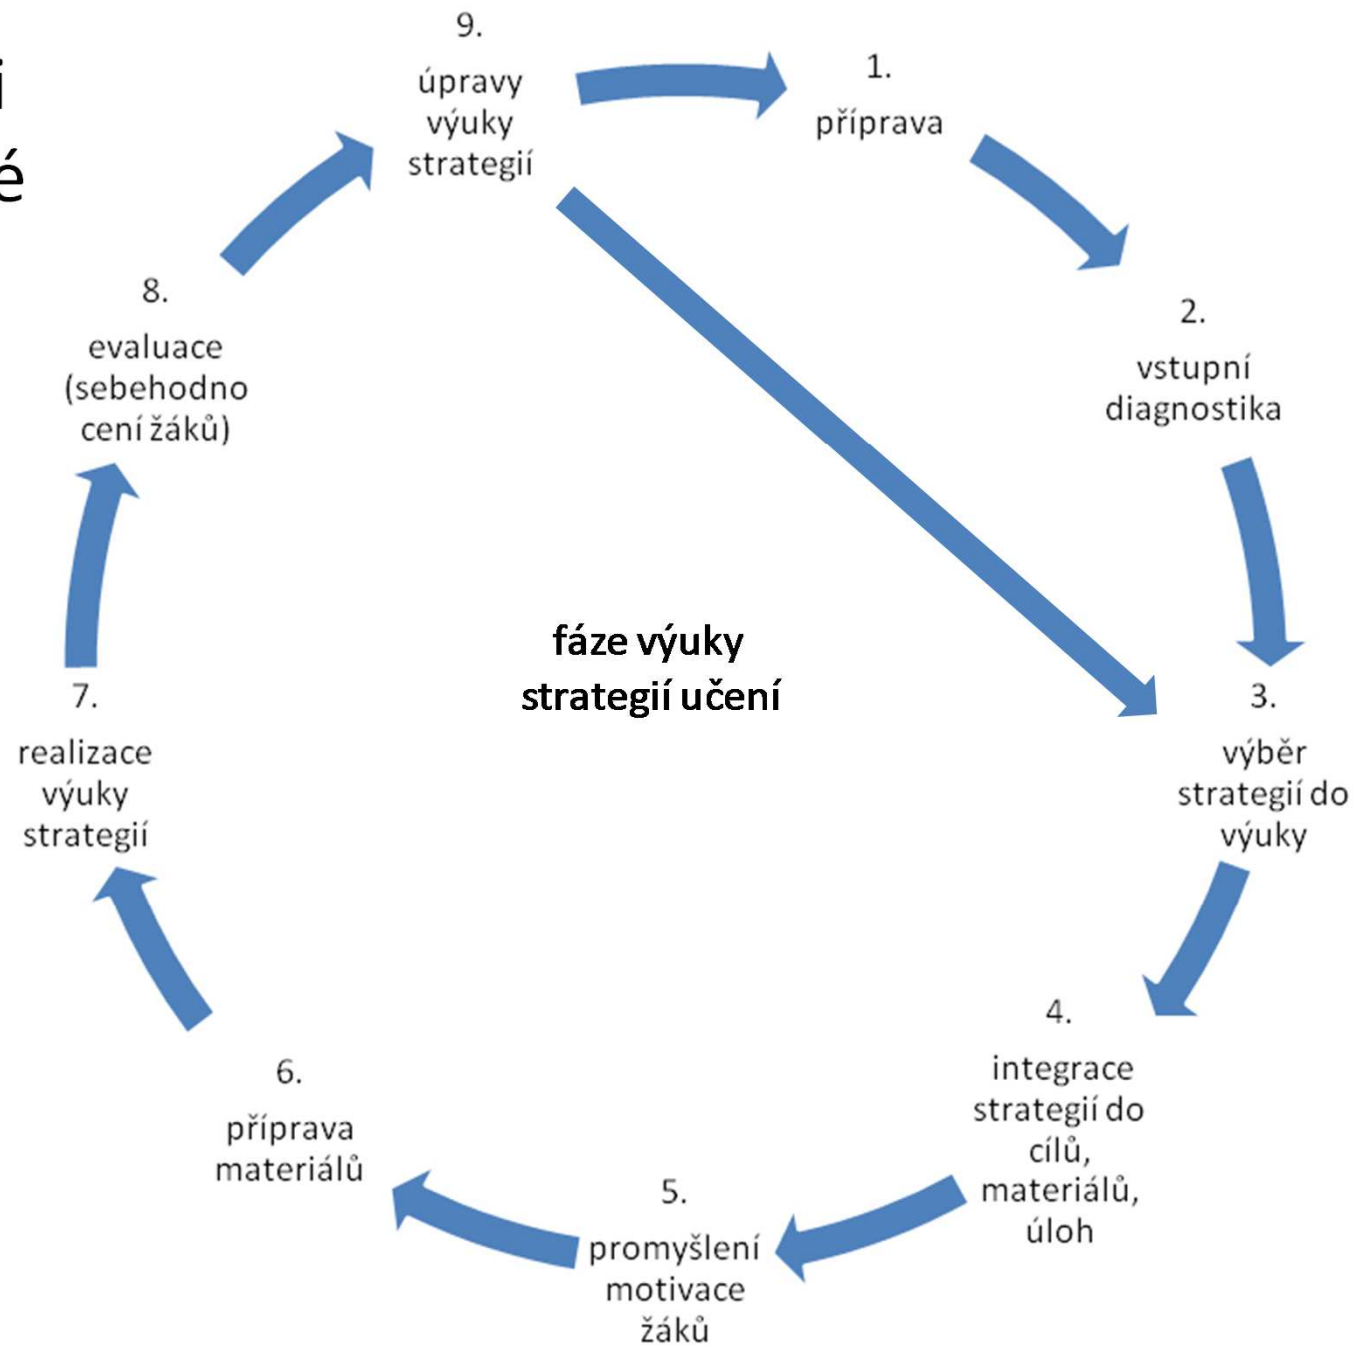 i
é
9.
úpravy
výuky
strategií
1.
příprava
2.
vstupní
diagnostika
3.
výběr
strategií do
výuky
4.
integrace
strategií do
cílů,
materiálů,
úloh
5.
promyšlení
motivace
žáků
6.
příprava
materiálů
7.
realizace
výuky
strategií
8.
evaluace
(sebehodno
cení žáků)
fáze výuky
strategií učení